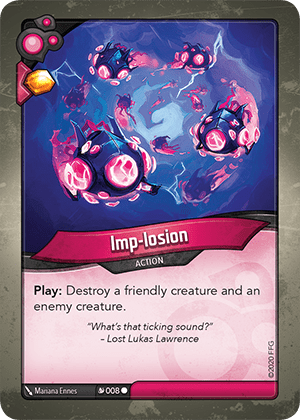 Imp-losion
ACTION
Play: Destroy a friendly creature and an
enemy creature.
"What's that ticking sound?"
- Lost Lukas Lawrence
©2020 FFG
Mariana Ennes
008